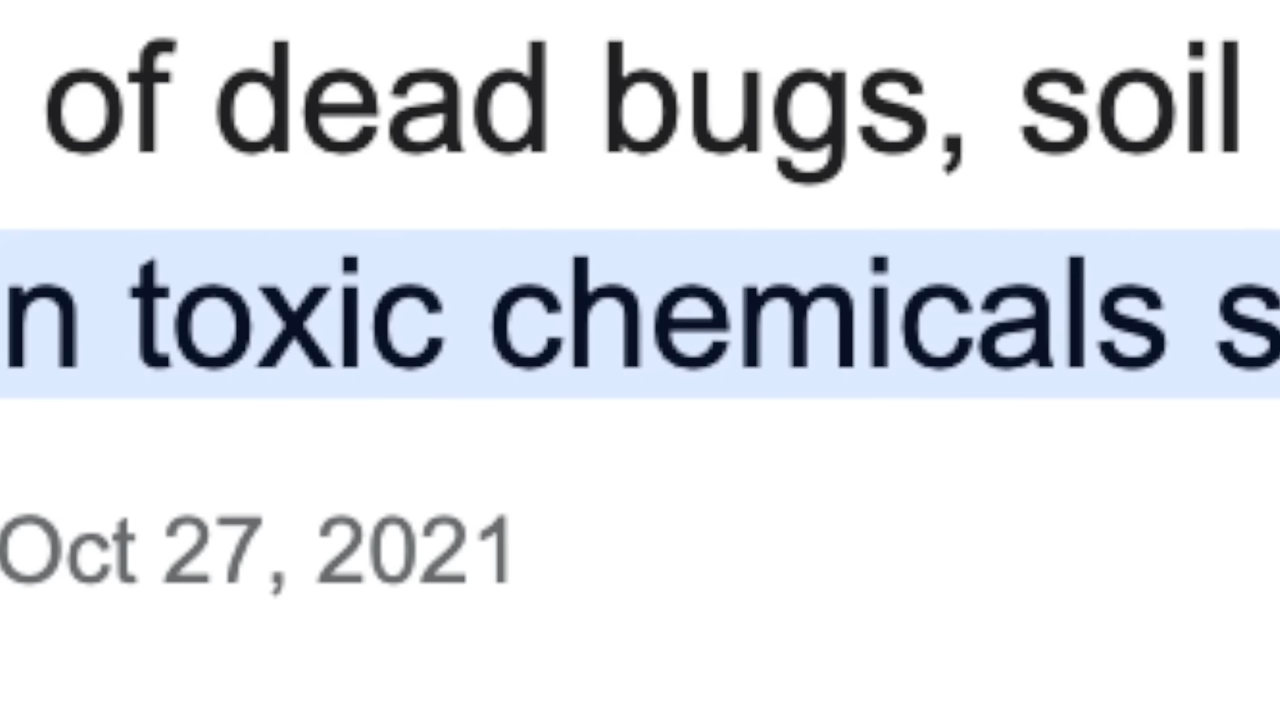 of dead bugs, soil
n toxic chemicals s
Oct 27, 2021